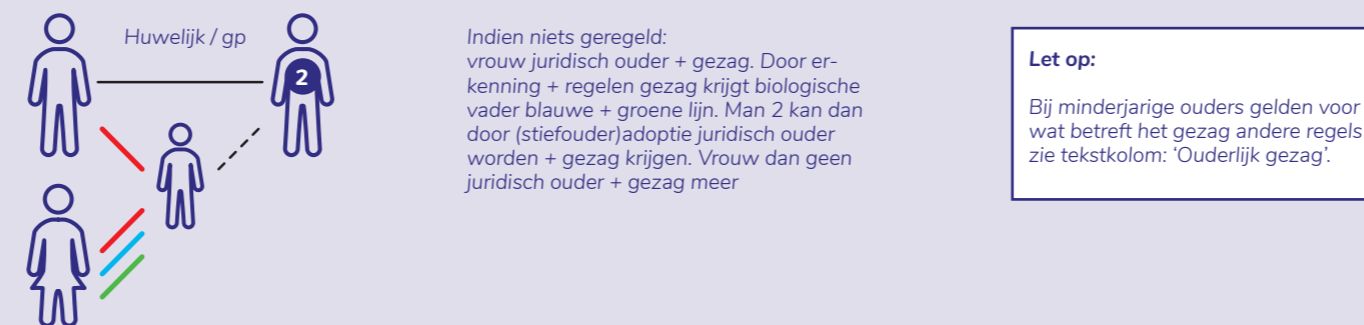 Huwelijk / gp
2
Indien niets geregeld:
vrouw juridisch ouder + gezag. Door er-
kenning + regelen gezag krijgt biologische
vader blauwe + groene lijn. Man 2 kan dan
door (stiefouder)adoptie juridisch ouder
worden + gezag krijgen. Vrouw dan geen
juridisch ouder + gezag meer
Let op:
Bij minderjarige ouders gelden voor
wat betreft het gezag andere regels
zie tekstkolom: ‘Ouderlijk gezag’.